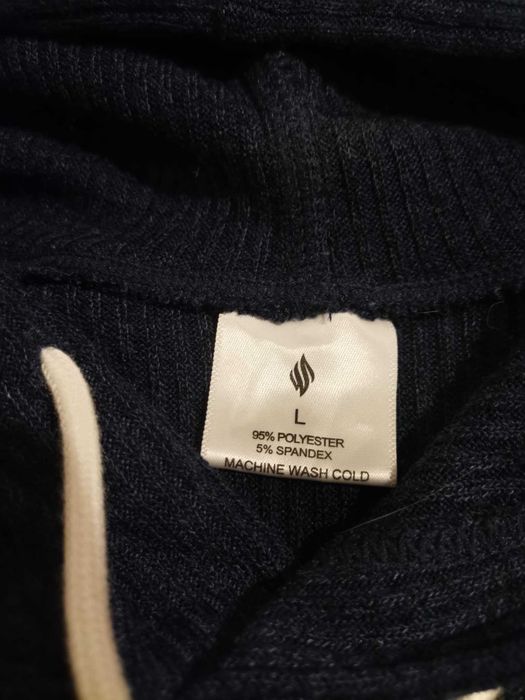 L
95% POLYESTER
5% SPANDEX
MACHINE WASH COLD